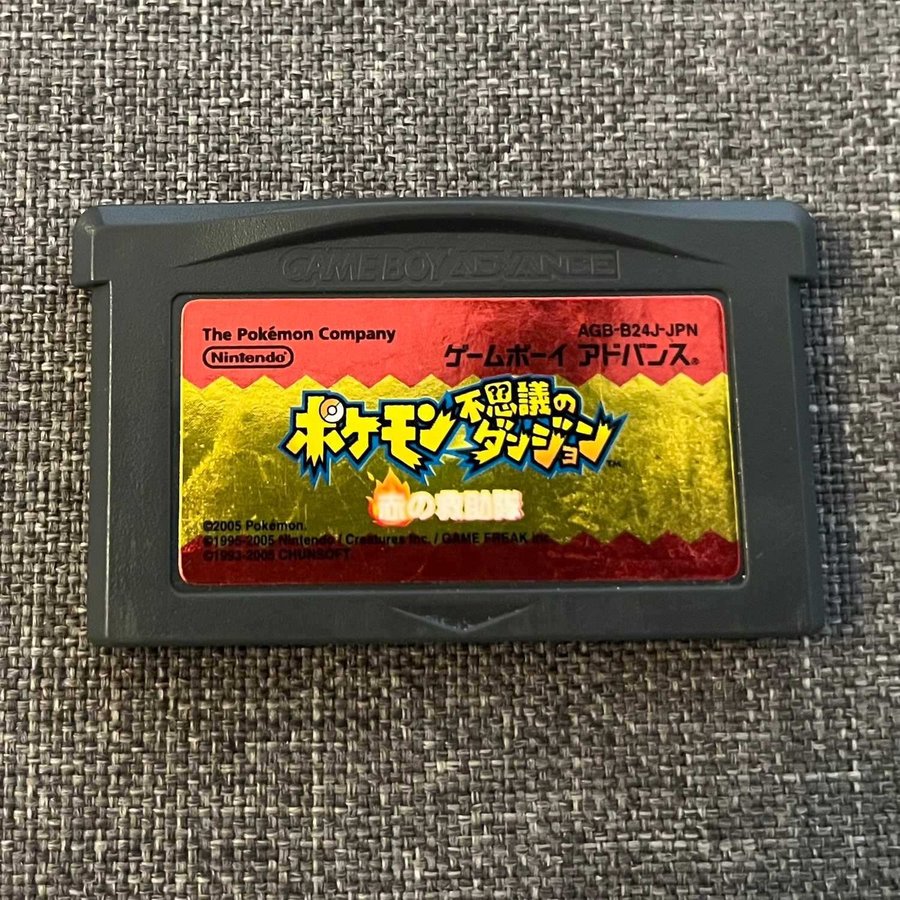 GAME BOY ADVANCE
The Pokémon Company
AGB-B24J-JPN
Nintendo
ゲームボーイ アドバンス®
ポケモン不思議のダンジョン™
赤の救助隊
©2005 Pokémon.
©1995-2005 Nintendo / Creatures Inc. / GAME FREAK inc.
©1993-2005 CHUNSOFT.